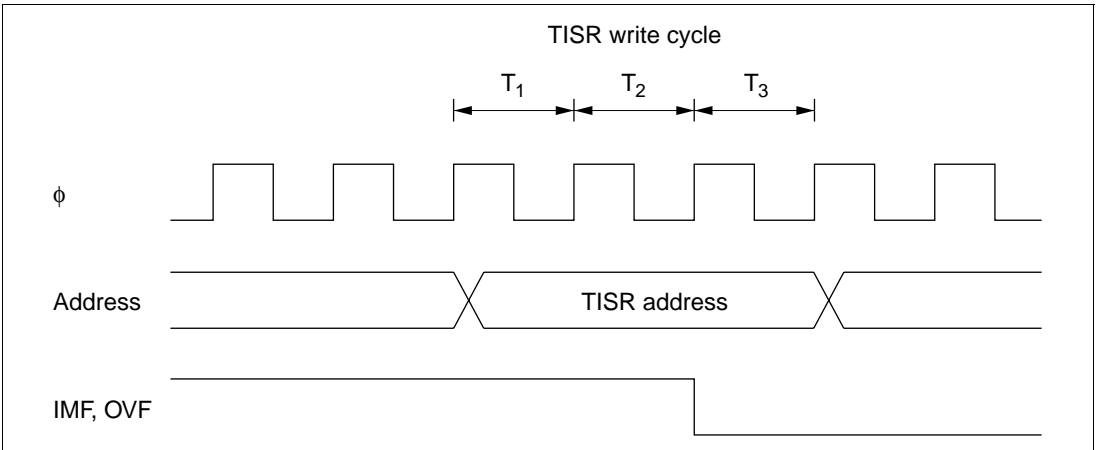 TISR write cycle
T₁ T₂ T₃
ϕ
Address TISR address
IMF, OVF